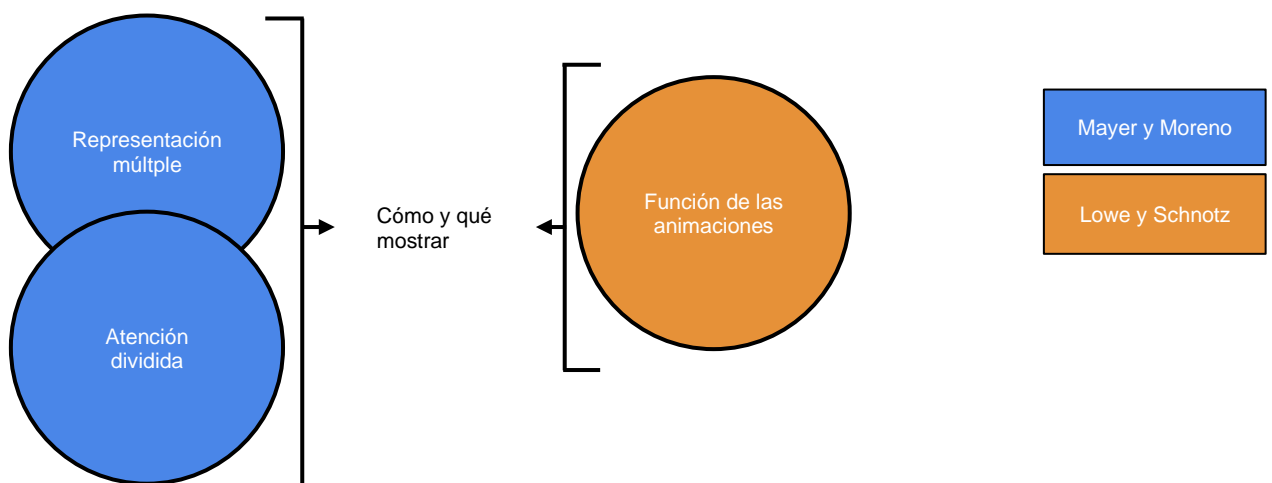 Representación
múltple
Atención
dividida
Cómo y qué
mostrar
Función de las
animaciones
Mayer y Moreno
Lowe y Schnotz